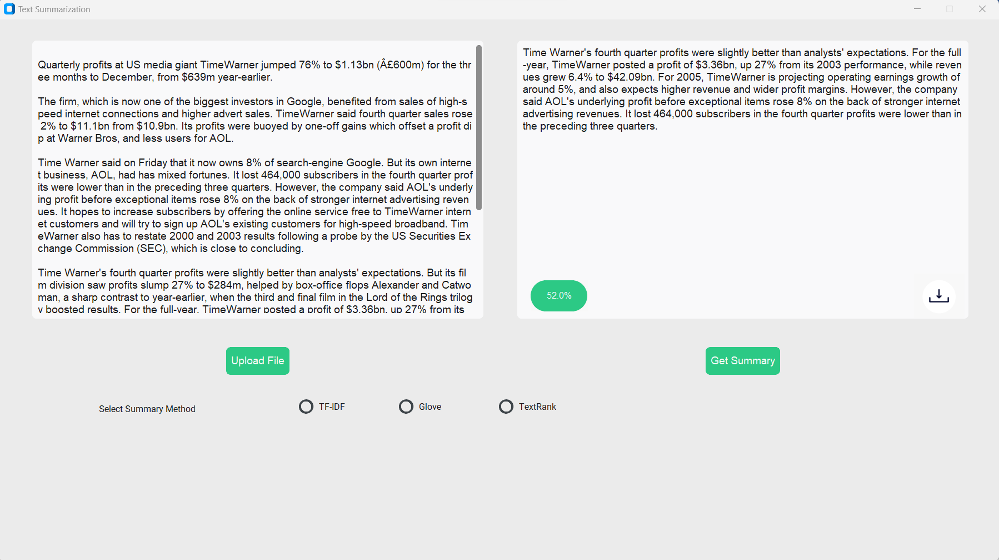 Text Summarization
Quarterly profits at US media giant TimeWarner jumped 76% to $1.13bn (Â£600m) for the thr
ee months to December, from $639m year-earlier.
The firm, which is now one of the biggest investors in Google, benefited from sales of high-s
peed internet connections and higher advert sales. TimeWarner said fourth quarter sales rose
2% to $11.1bn from $10.9bn. Its profits were buoyed by one-off gains which offset a profit di
p at Warner Bros, and less users for AOL.
Time Warner said on Friday that it now owns 8% of search-engine Google. But its own interne
t business, AOL, had has mixed fortunes. It lost 464,000 subscribers in the fourth quarter prof
its were lower than in the preceding three quarters. However, the company said AOL's underly
ing profit before exceptional items rose 8% on the back of stronger internet advertising reven
ues. It hopes to increase subscribers by offering the online service free to TimeWarner intern
et customers and will try to sign up AOL's existing customers for high-speed broadband. Tim
eWarner also has to restate 2000 and 2003 results following a probe by the US Securities Ex
change Commission (SEC), which is close to concluding.
Time Warner's fourth quarter profits were slightly better than analysts' expectations. But its fil
m division saw profits slump 27% to $284m, helped by box-office flops Alexander and Catwo
man, a sharp contrast to year-earlier, when the third and final film in the Lord of the Rings trilog
y boosted results. For the full-year, TimeWarner posted a profit of $3.36bn, up 27% from its
Time Warner's fourth quarter profits were slightly better than analysts' expectations. For the full
-year, TimeWarner posted a profit of $3.36bn, up 27% from its 2003 performance, while reven
ues grew 6.4% to $42.09bn. For 2005, TimeWarner is projecting operating earnings growth of
around 5%, and also expects higher revenue and wider profit margins. However, the company
said AOL's underlying profit before exceptional items rose 8% on the back of stronger internet
advertising revenues. It lost 464,000 subscribers in the fourth quarter profits were lower than in
the preceding three quarters.
52.0%
Upload File
Get Summary
Select Summary Method
TF-IDF
Glove
TextRank